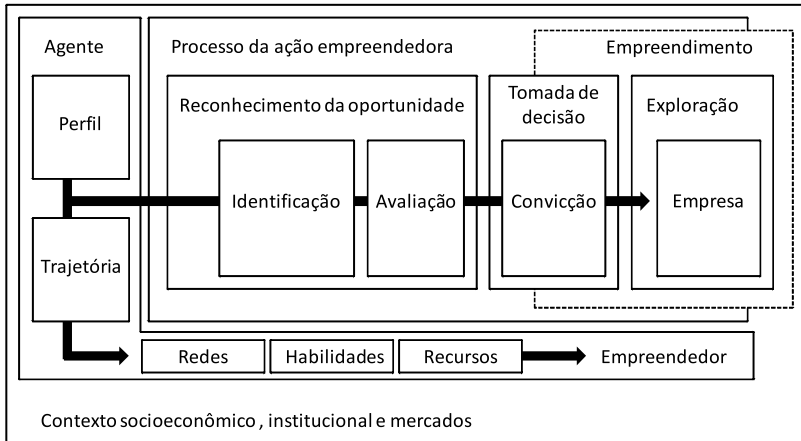 Agente
Processo da ação empreendedora
Empreendimento
Perfil
Trajetória
Reconhecimento da oportunidade
Identificação
Avaliação
Tomada de
decisão
Convicção
Exploração
Empresa
Redes
Habilidades
Recursos
Empreendedor
Contexto socioeconômico , institucional e mercados